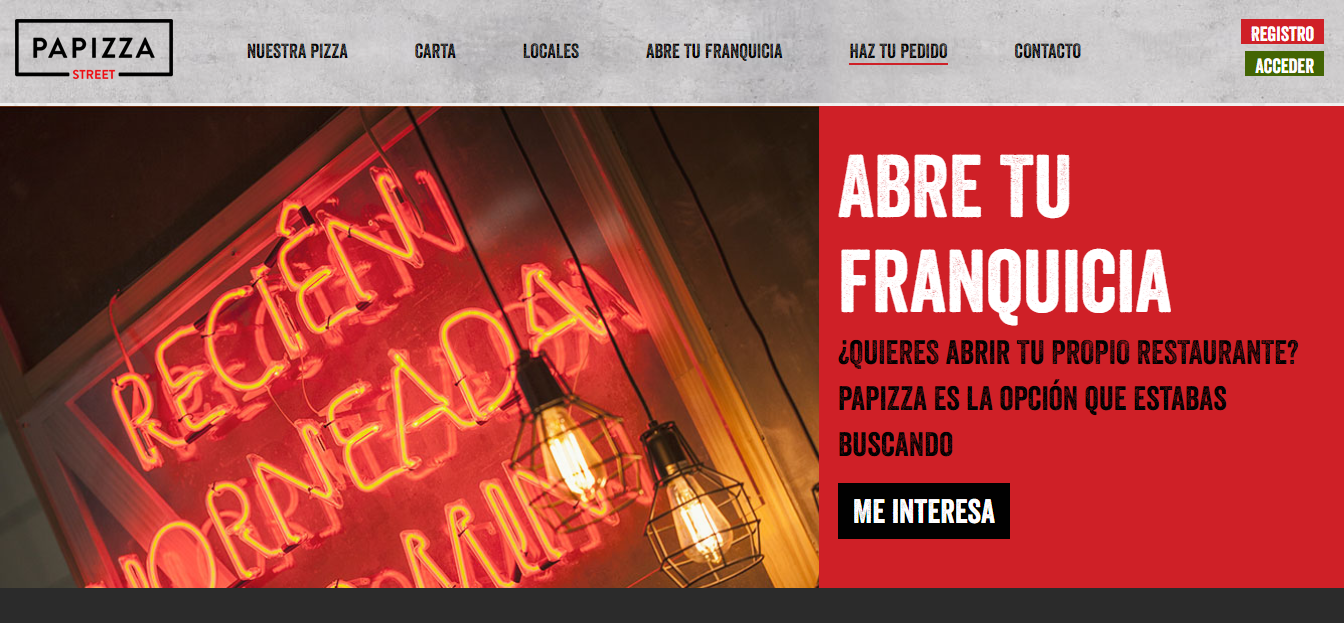 PAPIZZA
STREET
NUESTRA PIZZA
CARTA
LOCALES
ABRE TU FRANQUICIA
HAZ TU PEDIDO
CONTACTO
REGISTRO
ACCEDER
RECIÉN
HORNEADA
ABRE TU
FRANQUICIA
¿QUIERES ABRIR TU PROPIO RESTAURANTE?
PAPIZZA ES LA OPCIÓN QUE ESTABAS
BUSCANDO
ME INTERESA